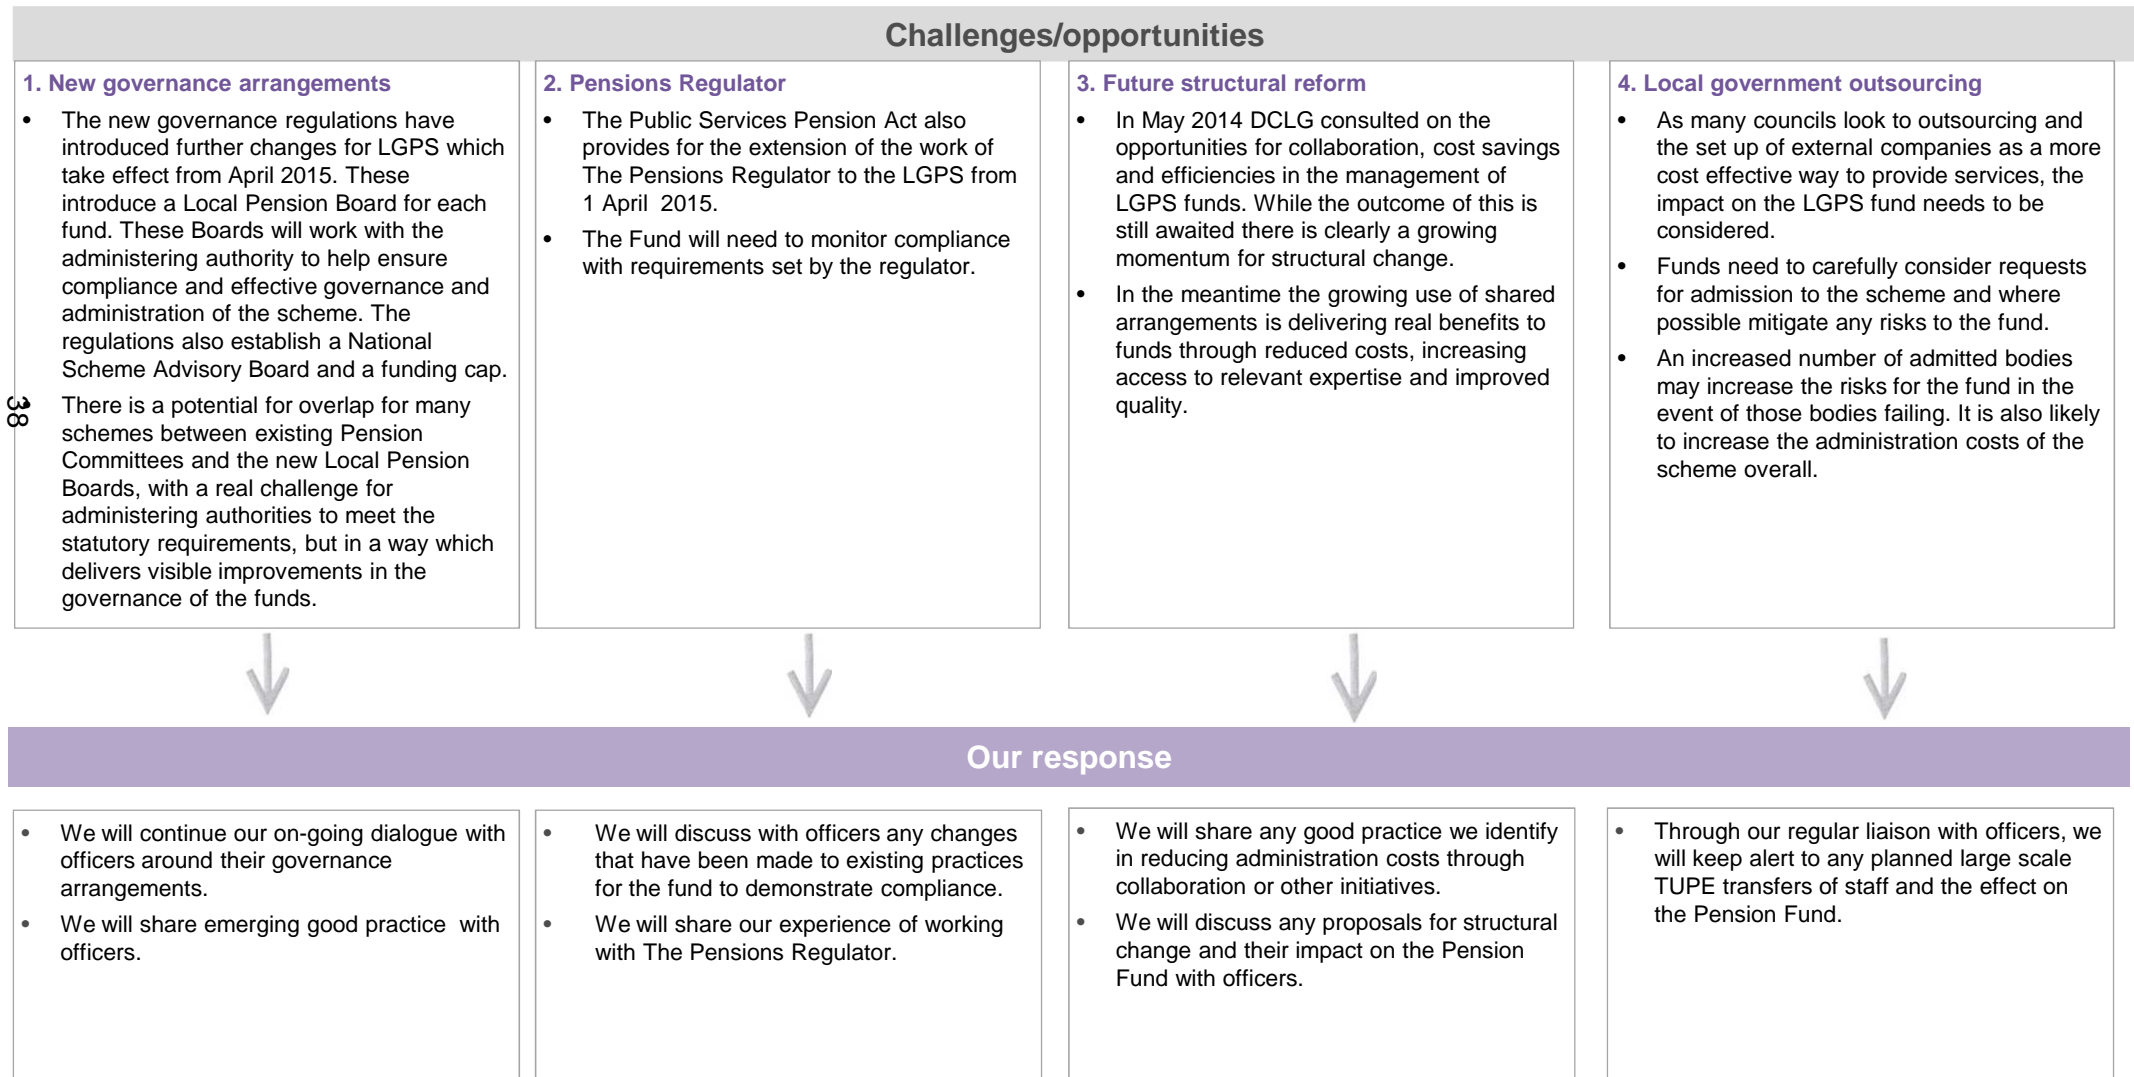 Challenges/opportunities
1. New governance arrangements
• The new governance regulations have
introduced further changes for LGPS which
take effect from April 2015. These
introduce a Local Pension Board for each
fund. These Boards will work with the
administering authority to help ensure
compliance and effective governance and
administration of the scheme. The
regulations also establish a National
Scheme Advisory Board and a funding cap.
• There is a potential for overlap for many
schemes between existing Pension
Committees and the new Local Pension
Boards, with a real challenge for
administering authorities to meet the
statutory requirements, but in a way which
delivers visible improvements in the
governance of the funds.
38
2. Pensions Regulator
• The Public Services Pension Act also
provides for the extension of the work of
The Pensions Regulator to the LGPS from
1 April  2015.
• The Fund will need to monitor compliance
with requirements set by the regulator.
3. Future structural reform
• In May 2014 DCLG consulted on the
opportunities for collaboration, cost savings
and efficiencies in the management of
LGPS funds. While the outcome of this is
still awaited there is clearly a growing
momentum for structural change.
• In the meantime the growing use of shared
arrangements is delivering real benefits to
funds through reduced costs, increasing
access to relevant expertise and improved
quality.
4. Local government outsourcing
• As many councils look to outsourcing and
the set up of external companies as a more
cost effective way to provide services, the
impact on the LGPS fund needs to be
considered.
• Funds need to carefully consider requests
for admission to the scheme and where
possible mitigate any risks to the fund.
• An increased number of admitted bodies
may increase the risks for the fund in the
event of those bodies failing. It is also likely
to increase the administration costs of the
scheme overall.
Our response
• We will continue our on-going dialogue with
officers around their governance
arrangements.
• We will share emerging good practice  with
officers.
• We will discuss with officers any changes
that have been made to existing practices
for the fund to demonstrate compliance.
• We will share our experience of working
with The Pensions Regulator.
• We will share any good practice we identify
in reducing administration costs through
collaboration or other initiatives.
• We will discuss any proposals for structural
change and their impact on the Pension
Fund with officers.
• Through our regular liaison with officers, we
will keep alert to any planned large scale
TUPE transfers of staff and the effect on
the Pension Fund.